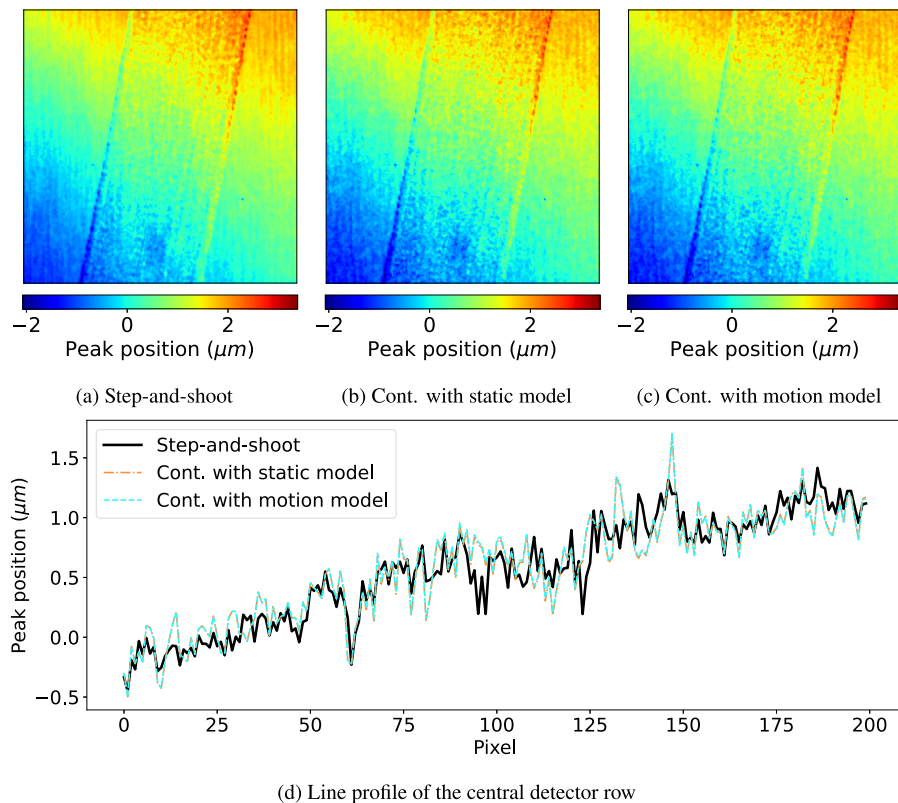 −2 0 2 −2 0 2 −2 0 2
Peak position (μm) Peak position (μm) Peak position (μm)
(a) Step-and-shoot (b) Cont. with static model (c) Cont. with motion model
Step-and-shoot
Cont. with static model
Cont. with motion model
1.5
1.0
0.5
0.0
−0.5
Peak position (μm)
0 25 50 75 100 125 150 175 200
Pixel
(d) Line profile of the central detector row